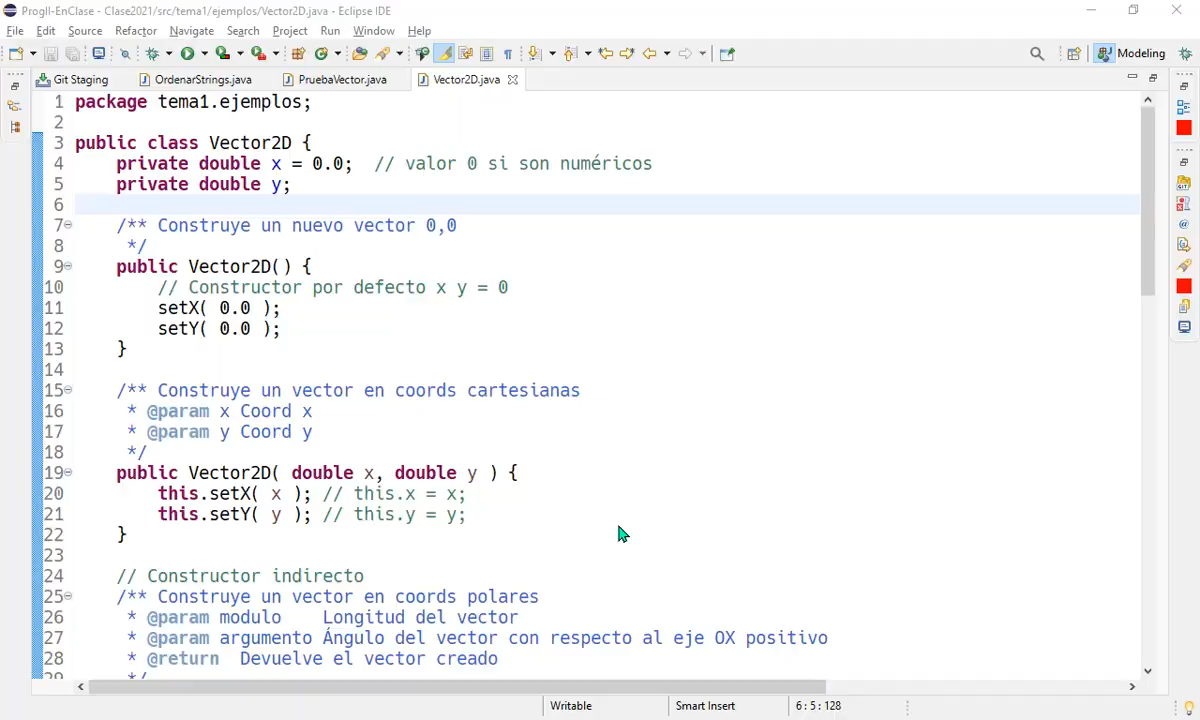 ProgII-EnClase - Clase2021/src/tema1/ejemplos/Vector2D.java - Eclipse IDE
File Edit Source Refactor Navigate Search Project Run Window Help
Modeling
Git Staging OrdenarStrings.java PruebaVector.java Vector2D.java
1 package tema1.ejemplos;
2
3 public class Vector2D {
4 private double x = 0.0; // valor 0 si son numéricos
5 private double y;
6
7 /** Construye un nuevo vector 0,0
8 */
9 public Vector2D() {
10 // Constructor por defecto x y = 0
11 setX( 0.0 );
12 setY( 0.0 );
13 }
14
15 /** Construye un vector en coords cartesianas
16 * @param x Coord x
17 * @param y Coord y
18 */
19 public Vector2D( double x, double y ) {
20 this.setX( x ); // this.x = x;
21 this.setY( y ); // this.y = y;
22 }
23
24 // Constructor indirecto
25 /** Construye un vector en coords polares
26 * @param modulo Longitud del vector
27 * @param argumento Ángulo del vector con respecto al eje OX positivo
28 * @return Devuelve el vector creado
29 */
Writable Smart Insert 6 : 5 : 128